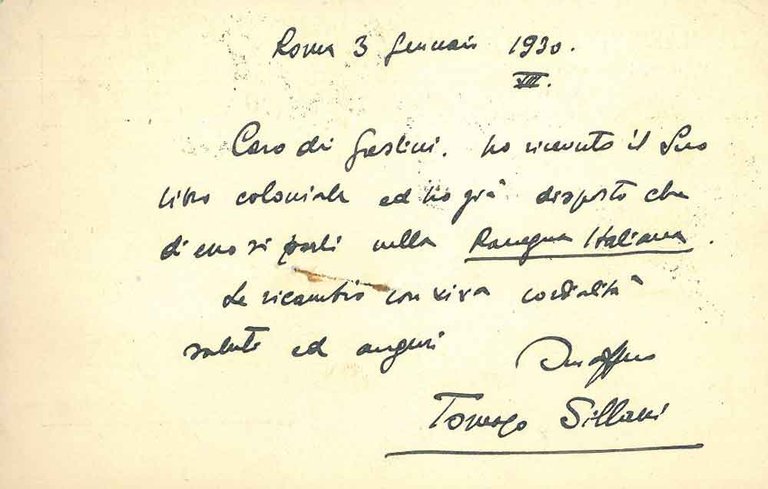 Roma 3 Gennaio 1930.
VIII.
Caro di Giaslini. ho ricevuto il Suo
libro coloniale ed ho già disposto che
di esso si parli nella Rassegna Italiana.
Le ricambio con viva cordialità
saluti ed auguri
Tomaso Sillani